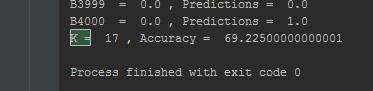 B3999 = 0.0 , Predictions = 0.0
B4000 = 0.0 , Predictions = 1.0
K = 17 , Accuracy = 69.22500000000001
Process finished with exit code 0